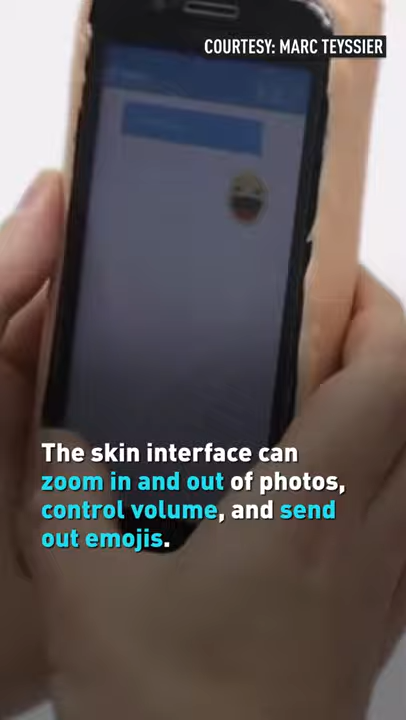 COURTESY: MARC TEYSSIER
The skin interface can
zoom in and out of photos,
control volume, and send
out emojis.